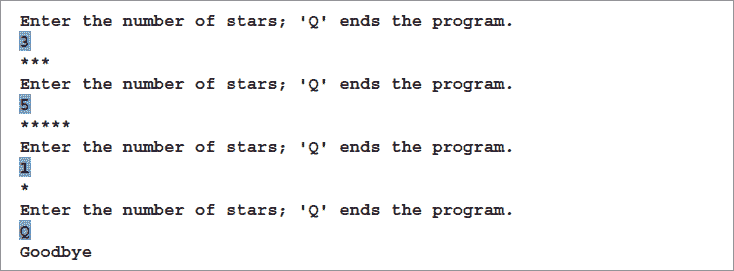 Enter the number of stars; 'Q' ends the program.
3
***
Enter the number of stars; 'Q' ends the program.
5
*****
Enter the number of stars; 'Q' ends the program.
1
*
Enter the number of stars; 'Q' ends the program.
Q
Goodbye